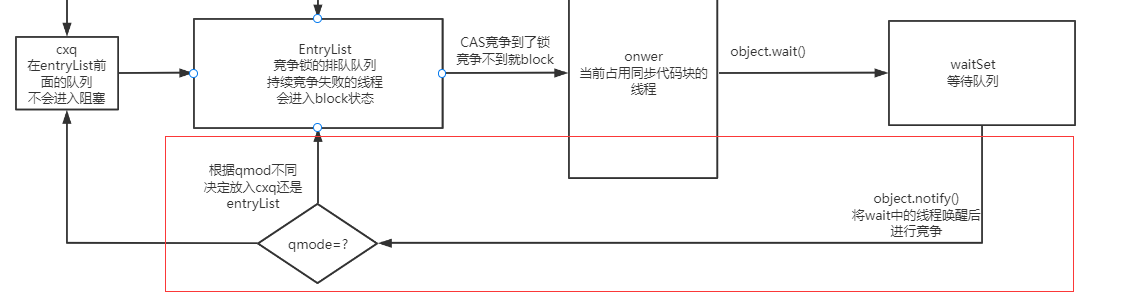 cxq
在entryList前
面的队列
不会进入阻塞
EntryList
竞争锁的排队队列
持续竞争失败的线程
会进入block状态
CAS竞争到了锁
竞争不到就block
onwer
当前占用同步代码块的
线程
object.wait()
waitSet
等待队列
根据qmod不同
决定放入cxq还是
entryList
qmode=?
object.notify()
将wait中的线程唤醒后
进行竞争